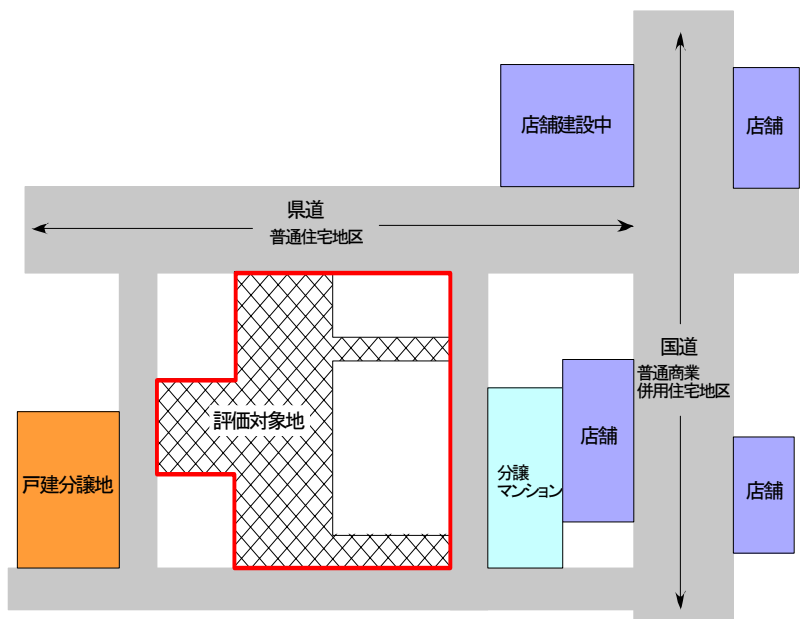 店舗建設中
店舗
県道
普通住宅地区
国道
普通商業
併用住宅地区
評価対象地
店舗
分譲
マンション
戸建分譲地
店舗